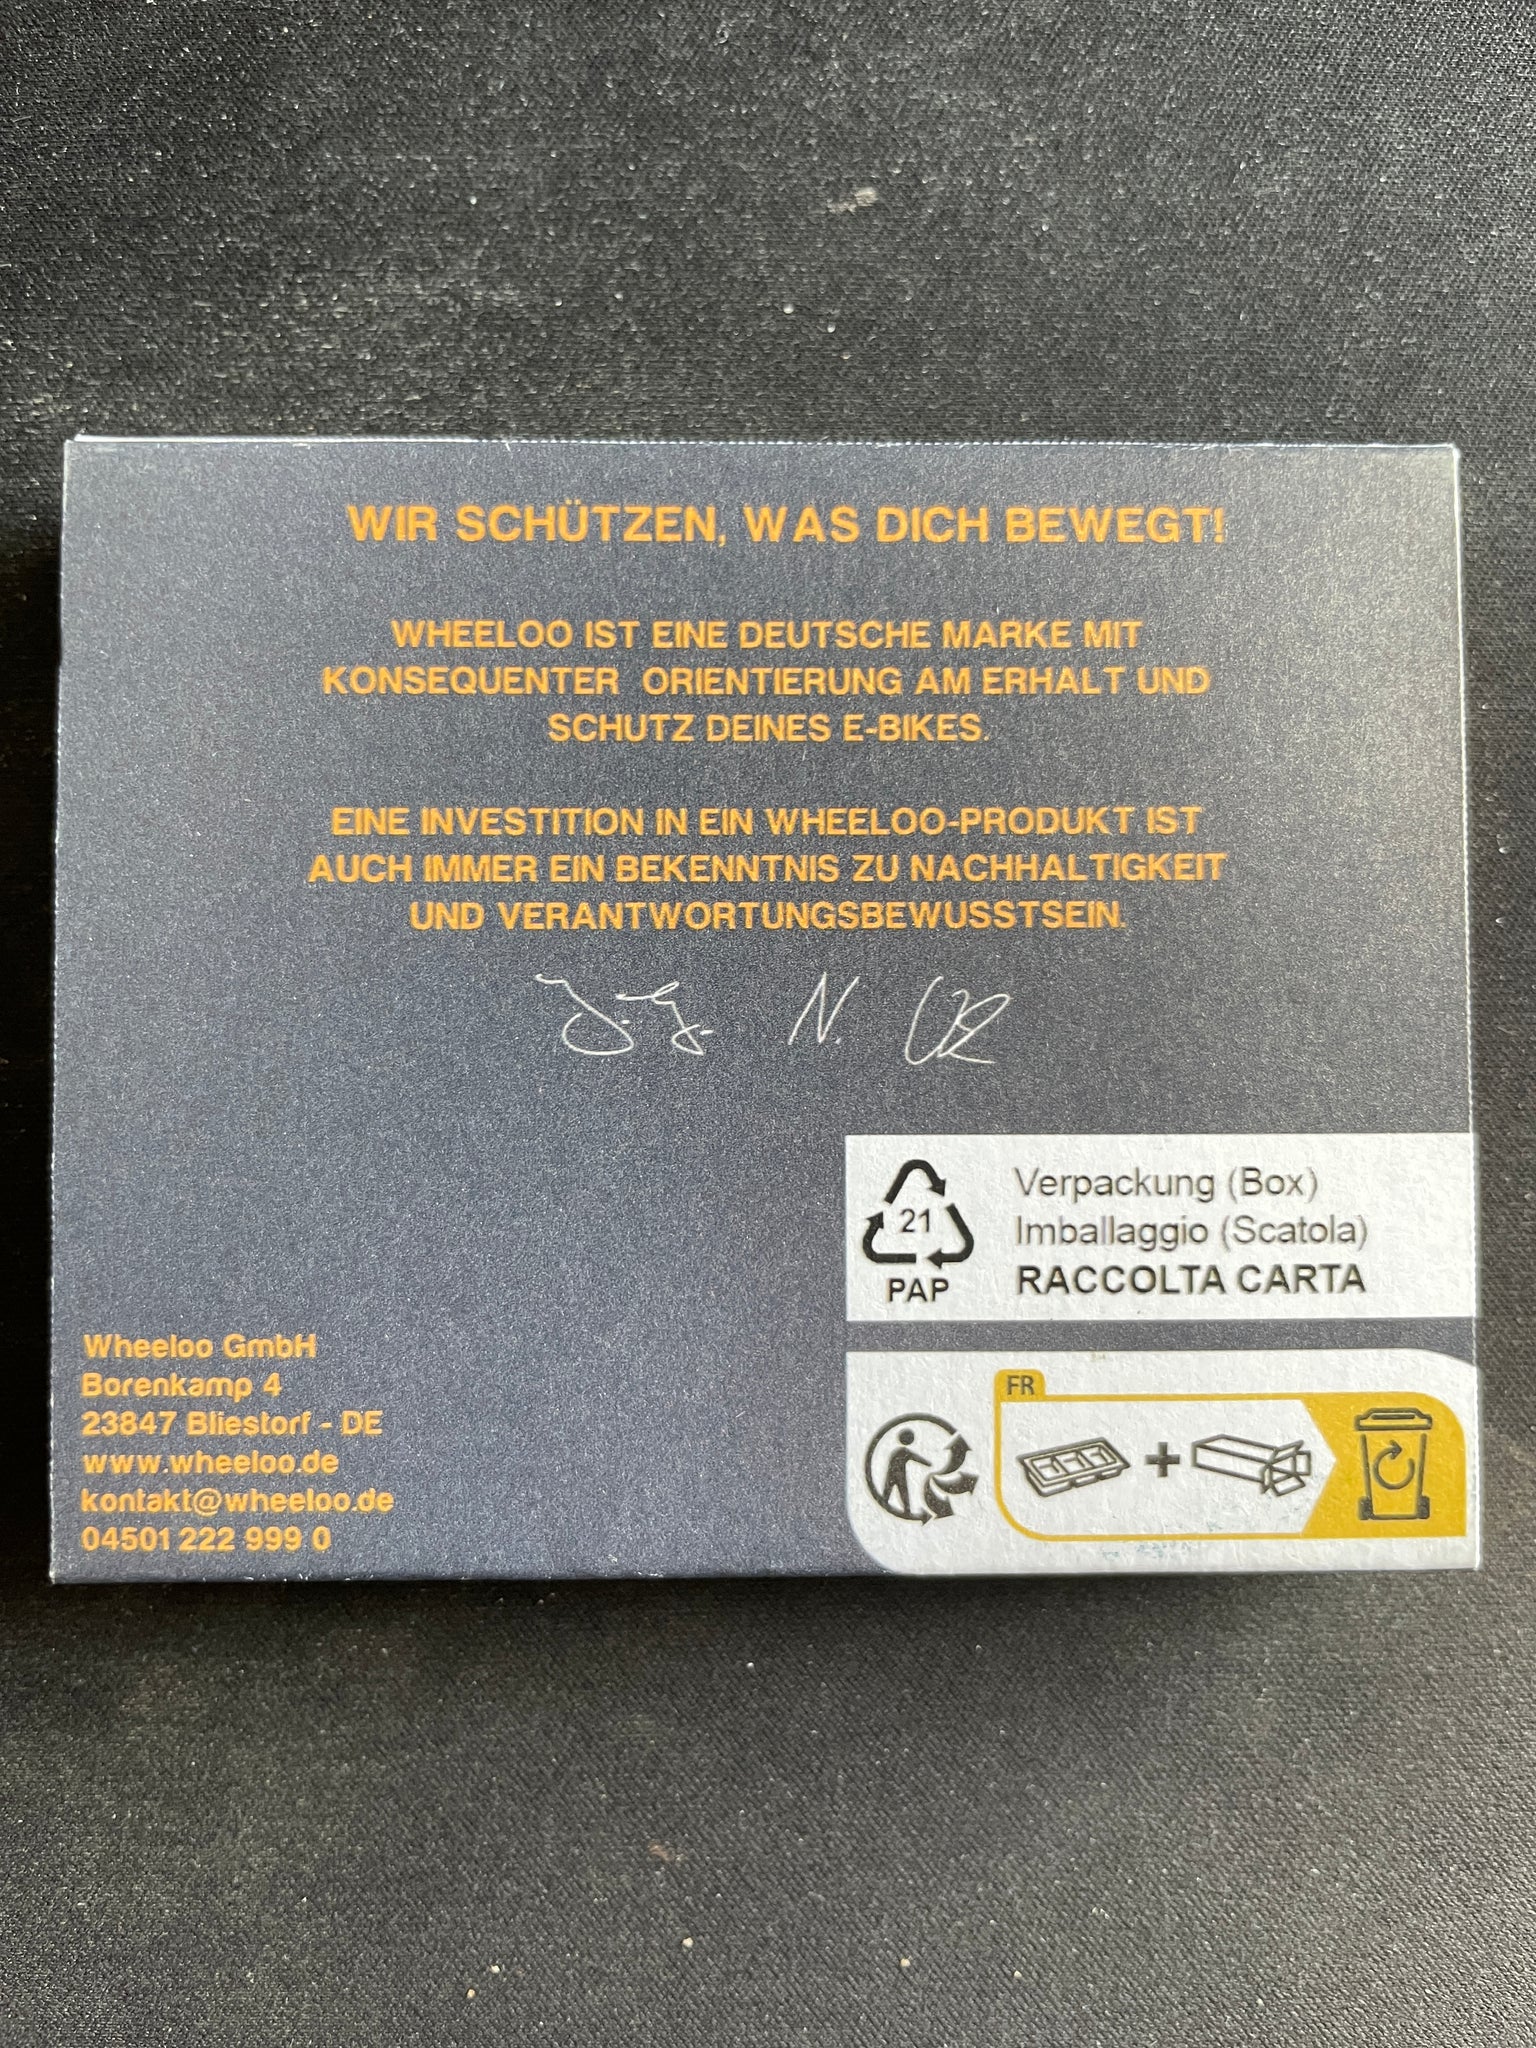 WIR SCHÜTZEN, WAS DICH BEWEGT!
WHEELOO IST EINE DEUTSCHE MARKE MIT
KONSEQUENTER ORIENTIERUNG AM ERHALT UND
SCHUTZ DEINES E-BIKES.
EINE INVESTITION IN EIN WHEELOO-PRODUKT IST
AUCH IMMER EIN BEKENNTNIS ZU NACHHALTIGKEIT
UND VERANTWORTUNGSBEWUSSTSEIN.
N.
21
PAP
Verpackung (Box)
Imballaggio (Scatola)
RACCOLTA CARTA
Wheeloo GmbH
Borenkamp 4
23847 Bliestorf - DE
www.wheeloo.de
kontakt@wheeloo.de
04501 222 999 0
FR
+